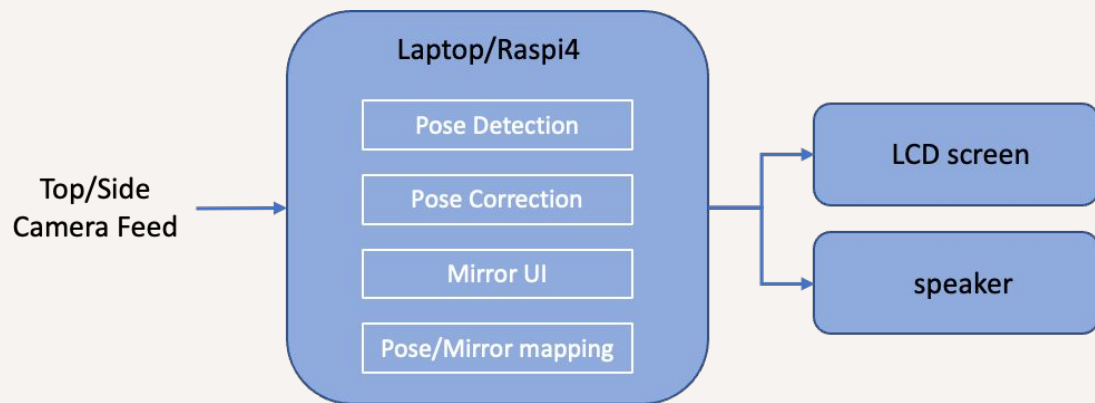 Laptop/Raspi4
Pose Detection
Pose Correction
Mirror UI
Pose/Mirror mapping
Top/Side
Camera Feed
LCD screen
speaker